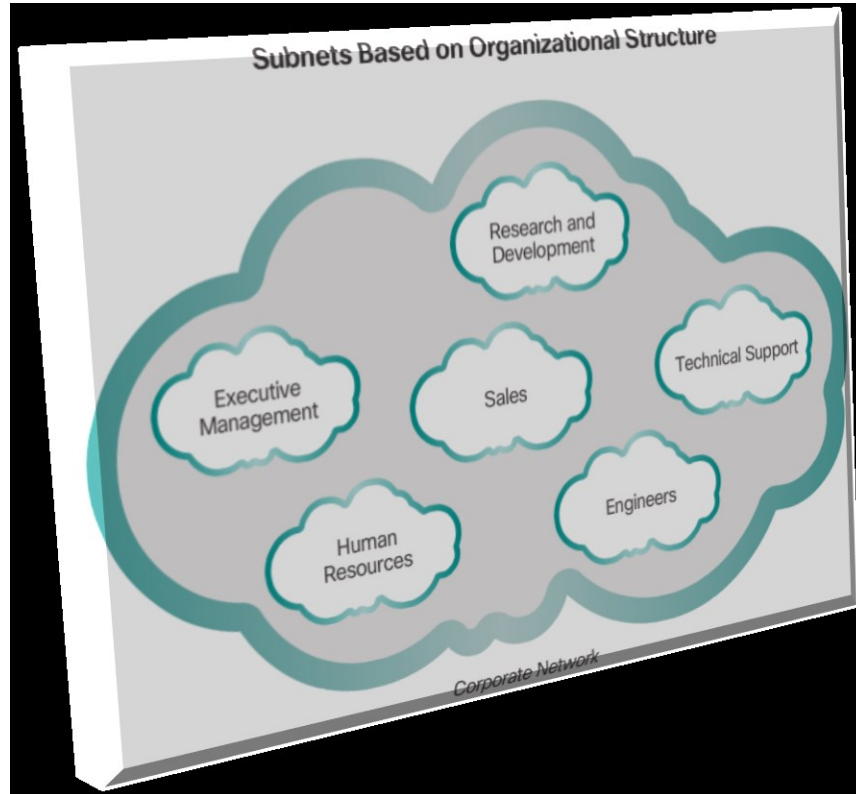 Subnets Based on Organizational Structure
Research and
Development
Technical Support
Executive
Management
Sales
Engineers
Human
Resources
Corporate Network